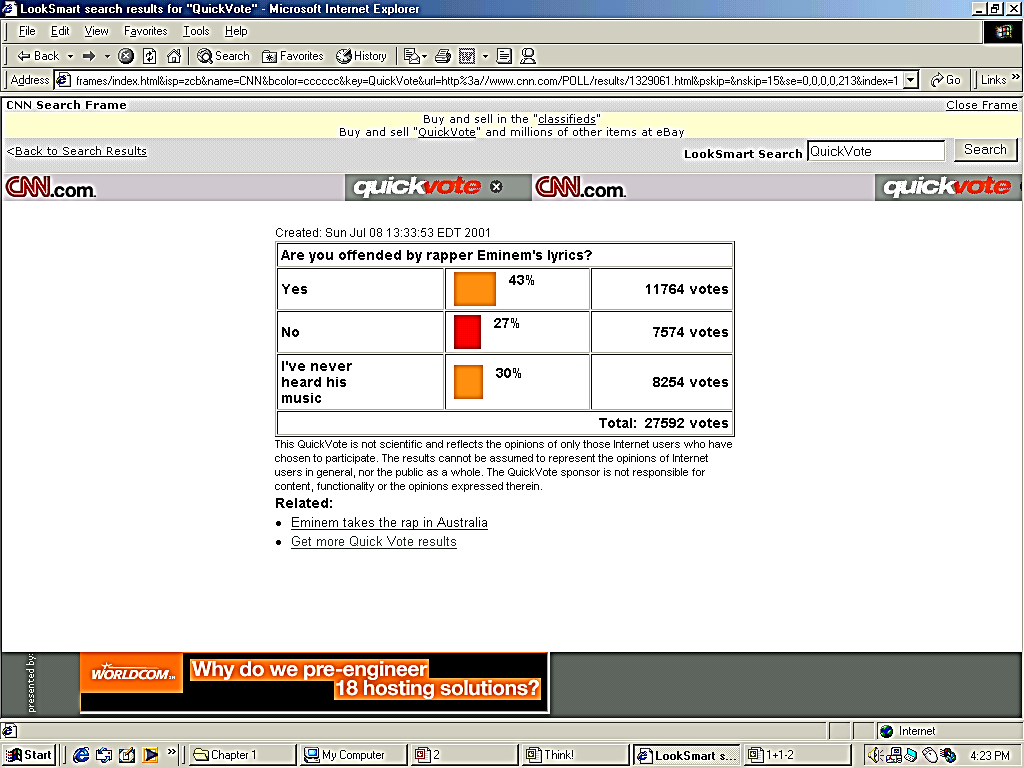 LookSmart search results for "QuickVote" - Microsoft Internet Explorer
File Edit View Favorites Tools Help
Back Search Favorites History
Address frames/index.html&isp=zcb&name=CNN&bcolor=cccccc&key=QuickVote&url=http%3a//www.cnn.com/POLL/results/1329061.html&pskip=&nskip=15&se=0,0,0,0,213&index=1 Go Links »
CNN Search Frame Close Frame
Buy and sell in the "classifieds"
Buy and sell "QuickVote" and millions of other items at eBay
<Back to Search Results LookSmart Search QuickVote Search
CNN.com. quickvote CNN.com. quickvote
Created: Sun Jul 08 13:33:53 EDT 2001
Are you offended by rapper Eminem's lyrics?
Yes 43% 11764 votes
No 27% 7574 votes
I've never
heard his
music
30% 8254 votes
Total: 27592 votes
This QuickVote is not scientific and reflects the opinions of only those Internet users who have
chosen to participate. The results cannot be assumed to represent the opinions of Internet
users in general, nor the public as a whole. The QuickVote sponsor is not responsible for
content, functionality or the opinions expressed therein.
Related:
• Eminem takes the rap in Australia
• Get more Quick Vote results
presented by:
WORLDCOM
Why do we pre-engineer
18 hosting solutions?
Internet
Start » Chapter 1 My Computer 2 Think! LookSmart s... 1+1-2 4:23 PM